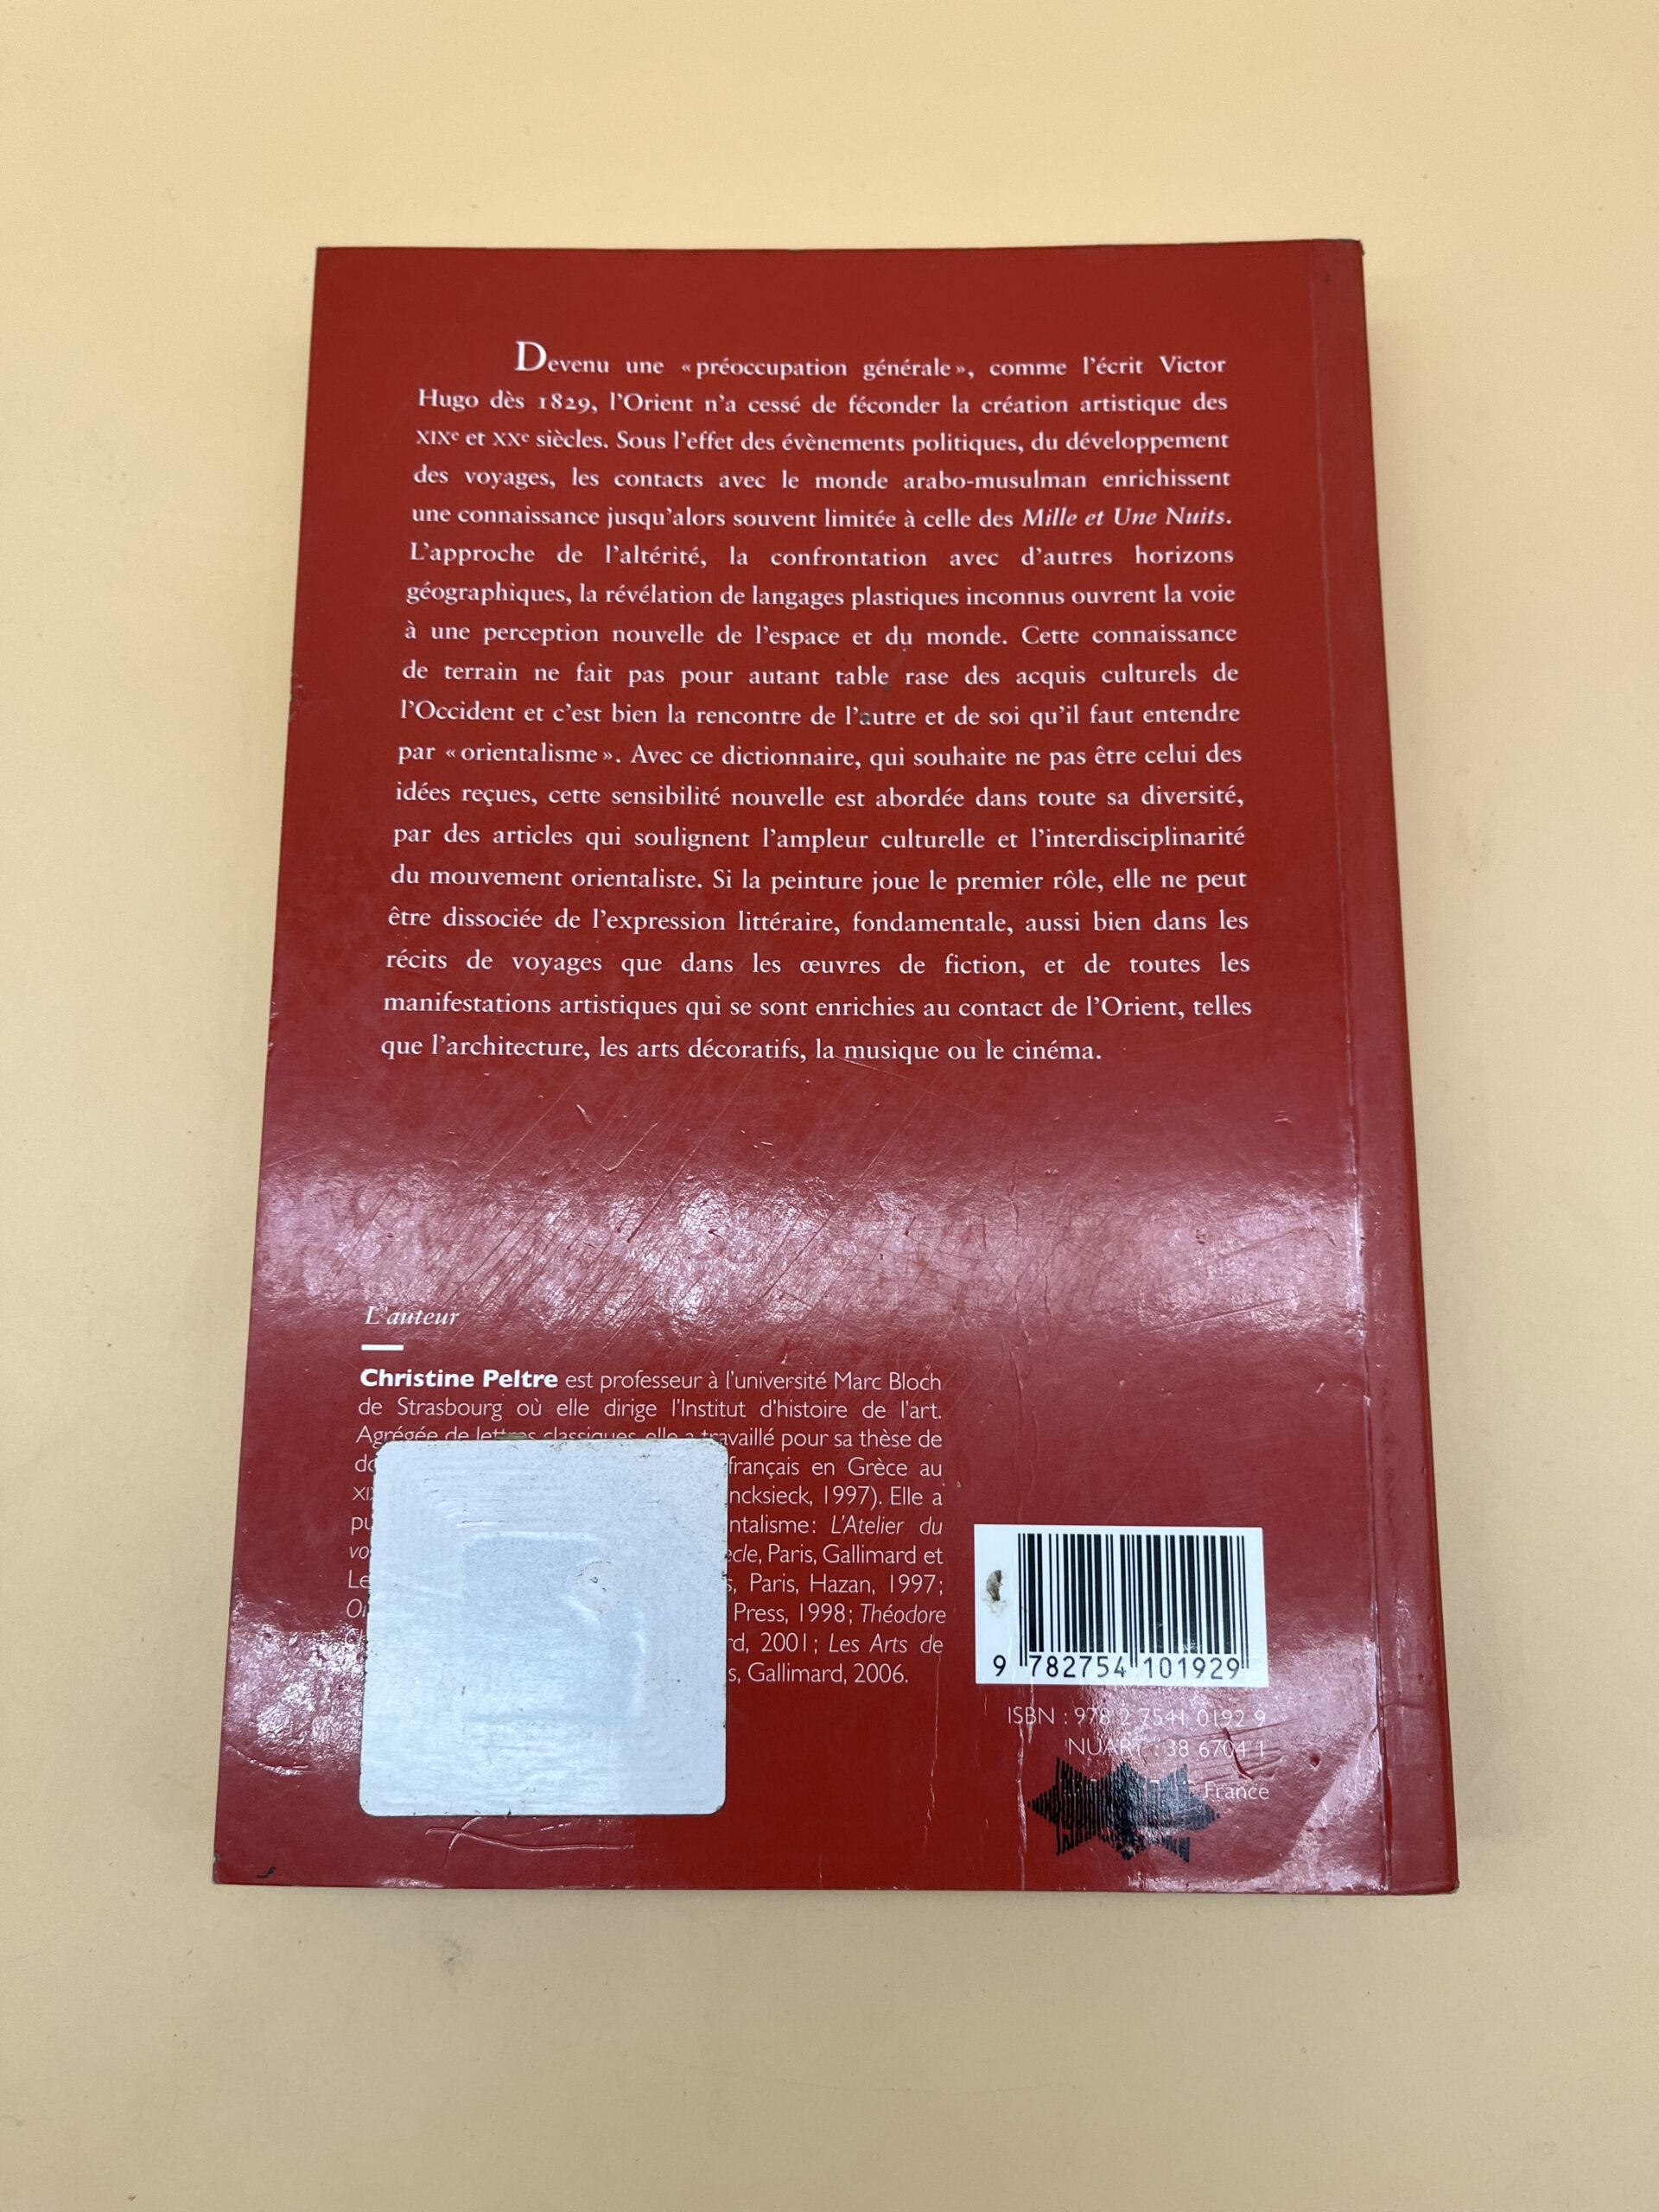 Devenu une « préoccupation générale », comme l'écrit Victor
Hugo dès 1829, l'Orient n'a cessé de féconder la création artistique des
XIXe et XXe siècles. Sous l'effet des évènements politiques, du développement
des voyages, les contacts avec le monde arabo-musulman enrichissent
une connaissance jusqu'alors souvent limitée à celle des Mille et Une Nuits.
L'approche de l'altérité, la confrontation avec d'autres horizons
géographiques, la révélation de langages plastiques inconnus ouvrent la voie
à une perception nouvelle de l'espace et du monde. Cette connaissance
de terrain ne fait pas pour autant table rase des acquis culturels de
l'Occident et c'est bien la rencontre de l'autre et de soi qu'il faut entendre
par « orientalisme ». Avec ce dictionnaire, qui souhaite ne pas être celui des
idées reçues, cette sensibilité nouvelle est abordée dans toute sa diversité,
par des articles qui soulignent l'ampleur culturelle et l'interdisciplinarité
du mouvement orientaliste. Si la peinture joue le premier rôle, elle ne peut
être dissociée de l'expression littéraire, fondamentale, aussi bien dans les
récits de voyages que dans les œuvres de fiction, et de toutes les
manifestations artistiques qui se sont enrichies au contact de l'Orient, telles
que l'architecture, les arts décoratifs, la musique ou le cinéma.
L'auteur
Christine Peltre est professeur à l'université Marc Bloch
de Strasbourg où elle dirige l'Institut d'histoire de l'art.
Agrégée de lettres classiques, elle a travaillé pour sa thèse de
français en Grèce au
1997). Elle a
L'Atelier du
Paris, Gallimard et
Paris, Hazan, 1997;
Press, 1998; Théodore
2001; Les Arts de
Gallimard, 2006.
9 782754 101929
ISBN : 978 2 7541 0192 9
NUART : 38 6704 1
France